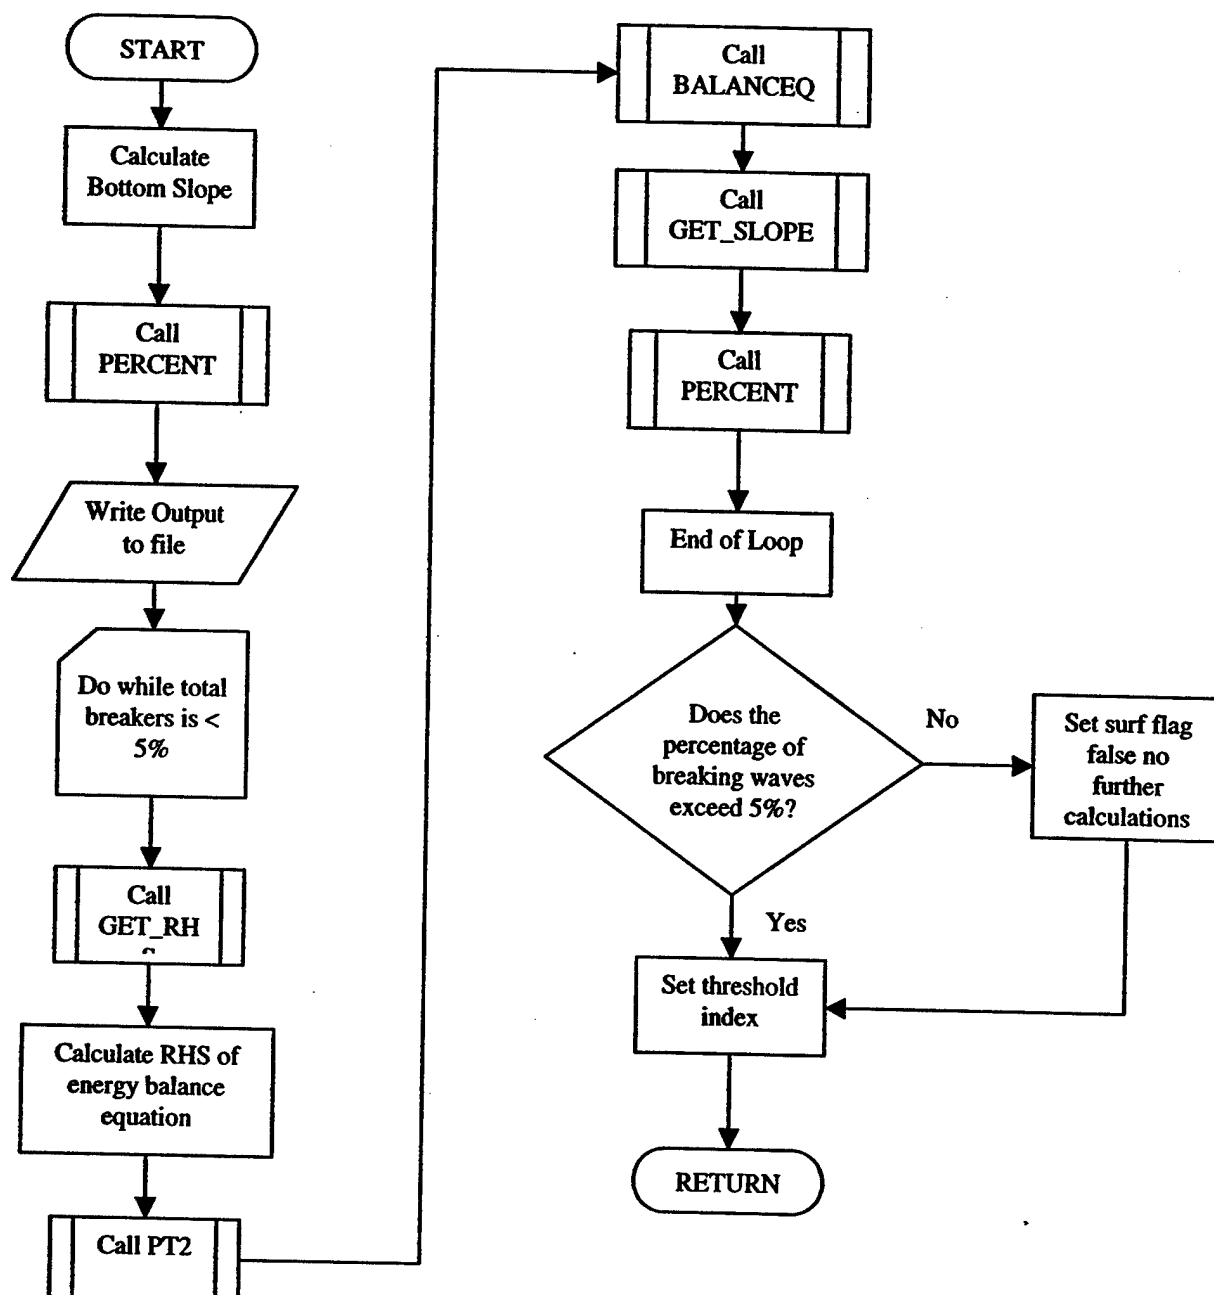 START
Calculate
Bottom Slope
Call
PERCENT
Write Output
to file
Do while total
breakers is <
5%
Call
GET_RH
Calculate RHS of
energy balance
equation
Call PT2
Call
BALANCEQ
Call
GET_SLOPE
Call
PERCENT
End of Loop
Does the
percentage of
breaking waves
exceed 5%?
No
Set surf flag
false no
further
calculations
Yes
Set threshold
index
RETURN